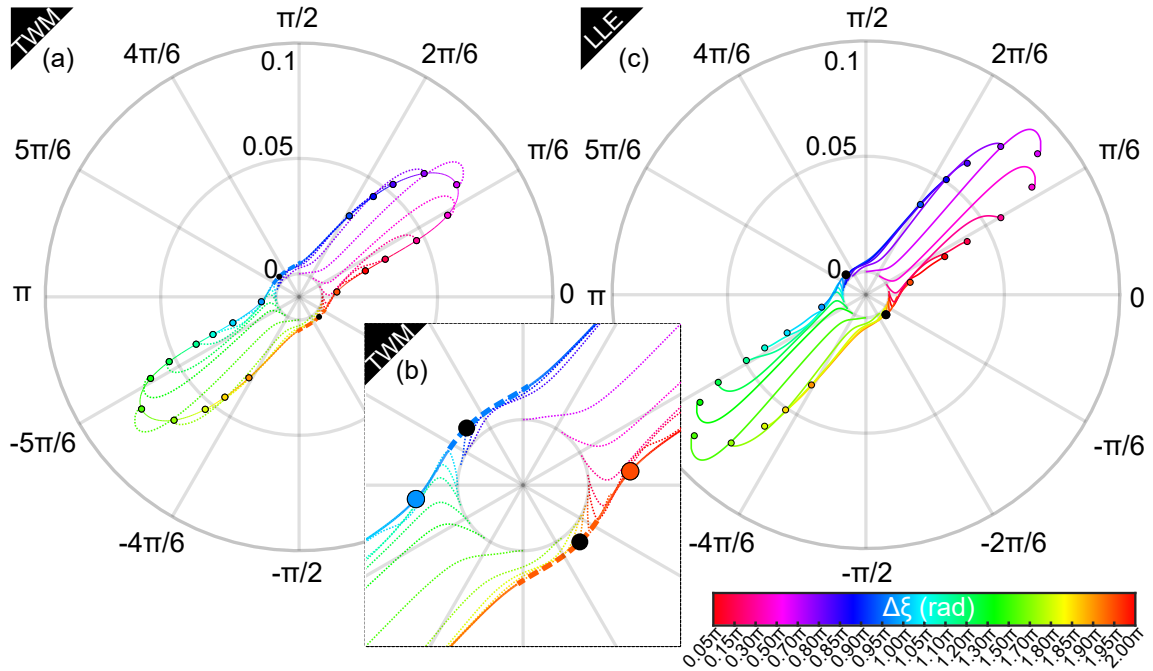 TWM
(a)
π/2
4π/6
2π/6
0.1
5π/6
π/6
0.05
0
π
0
-5π/6
-4π/6
-π/2
TWM
(b)
LLE
(c)
π/2
4π/6
2π/6
0.1
5π/6
π/6
0.05
0
π
0
-π/6
-4π/6
-2π/6
-π/2
Δξ (rad)
0.05π
0.15π
0.30π
0.50π
0.70π
0.80π
0.85π
0.90π
0.95π
1.00π
1.05π
1.10π
1.20π
1.30π
1.50π
1.70π
1.80π
1.85π
1.90π
1.95π
2.00π